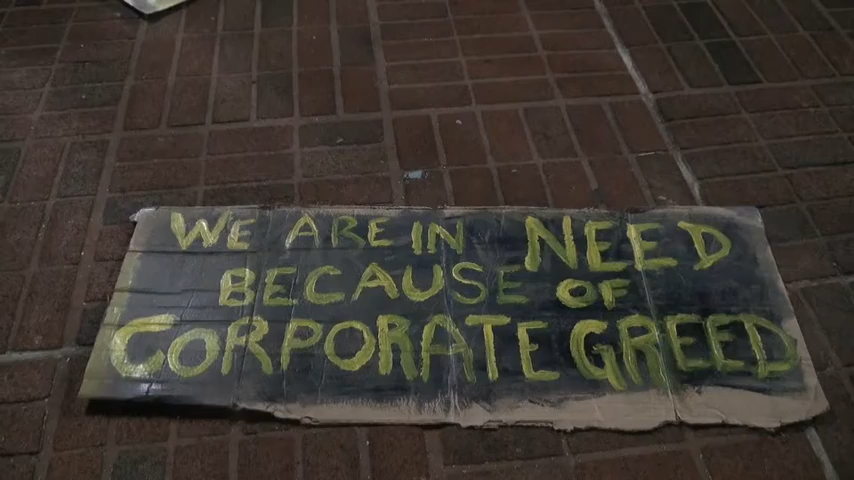 WE ARE IN NEED
BECAUSE OF
CORPORATE GREED